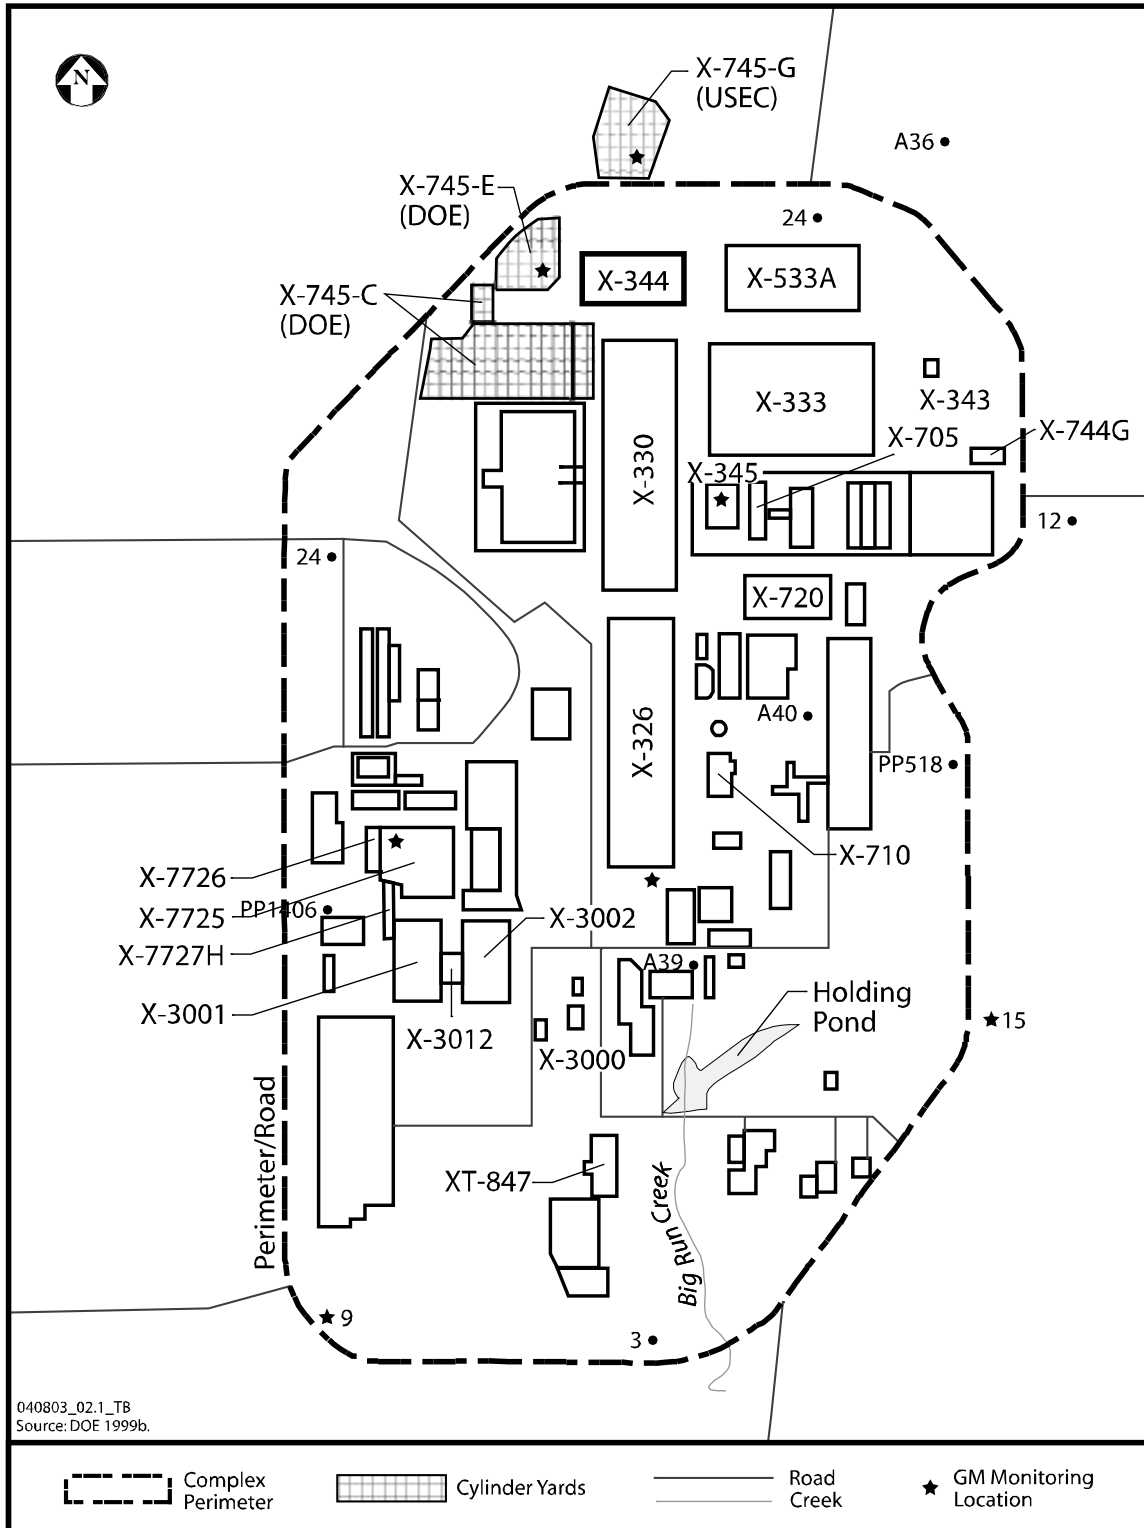 N
X-745-G
(USEC)
A36
X-745-E
(DOE)
24
X-344
X-533A
X-745-C
(DOE)
X-333
X-343
X-744G
X-705
X-330
X-345
12
24
X-720
A40
X-326
PP518
X-710
X-7726
X-7725
PP1406
X-7727H
X-3002
X-3001
X-3012
A39
Holding
Pond
15
X-3000
Perimeter/Road
XT-847
Big Run Creek
9
3
040803_02.1_TB
Source: DOE 1999b.
Complex
Perimeter
Cylinder Yards
Road
Creek
GM Monitoring
Location